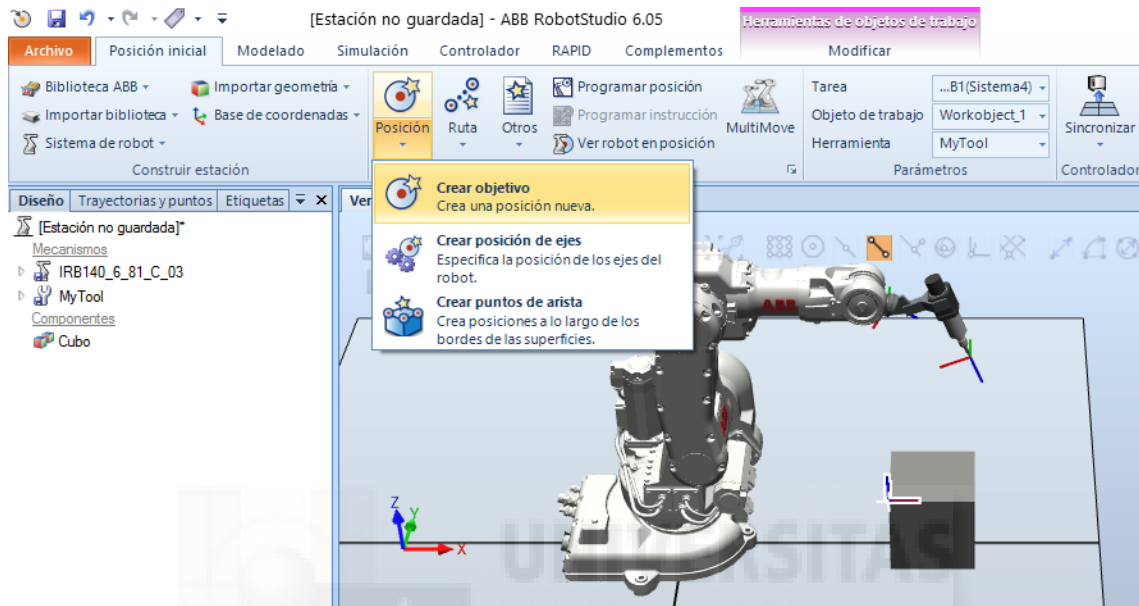 [Estación no guardada] - ABB RobotStudio 6.05
Herramientas de objetos de trabajo
Archivo
Posición inicial
Modelado
Simulación
Controlador
RAPID
Complementos
Modificar
Biblioteca ABB
Importar geometría
Importar biblioteca
Base de coordenadas
Sistema de robot
Construir estación
Posición
Ruta
Otros
Programar posición
Programar instrucción
Ver robot en posición
MultiMove
Tarea
...B1(Sistema4)
Objeto de trabajo
Workobject_1
Herramienta
MyTool
Parámetros
Sincronizar
Controlador
Crear objetivo
Crea una posición nueva.
Crear posición de ejes
Especifica la posición de los ejes del
robot.
Crear puntos de arista
Crea posiciones a lo largo de los
bordes de las superficies.
Diseño
Trayectorias y puntos
Etiquetas
Ver
[Estación no guardada]*
Mecanismos
IRB140_6_81_C_03
MyTool
Componentes
Cubo
ABB
Z
Y
X
UNIVERSITAS